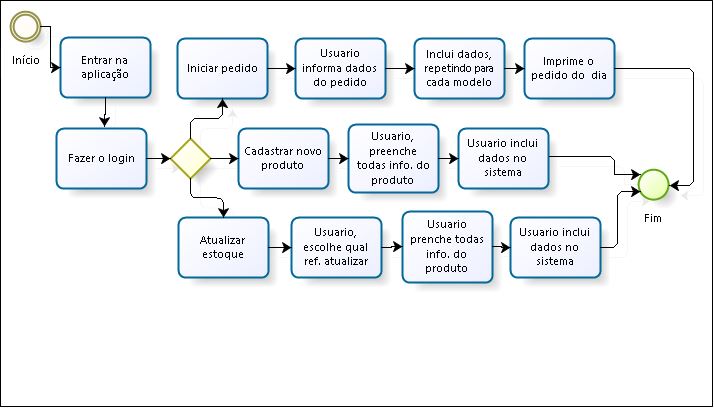 Início
Entrar na
aplicação
Iniciar pedido
Usuario
informa dados
do pedido
Inclui dados,
repetindo para
cada modelo
Imprime o
pedido do  dia
Fazer o login
Cadastrar novo
produto
Usuario,
preenche
todas info. do
produto
Usuario inclui
dados no
sistema
Fim
Atualizar
estoque
Usuario,
escolhe qual
ref. atualizar
Usuario
prenche todas
info. do
produto
Usuario inclui
dados no
sistema